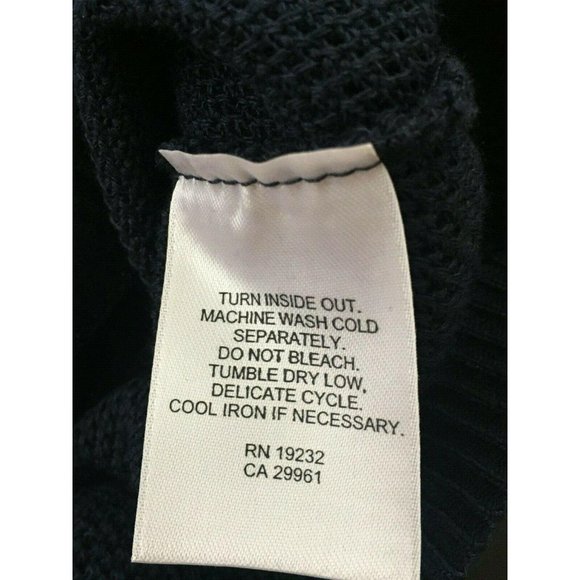 TURN INSIDE OUT.
MACHINE WASH COLD
SEPARATELY.
DO NOT BLEACH.
TUMBLE DRY LOW,
DELICATE CYCLE.
COOL IRON IF NECESSARY.
RN 19232
CA 29961